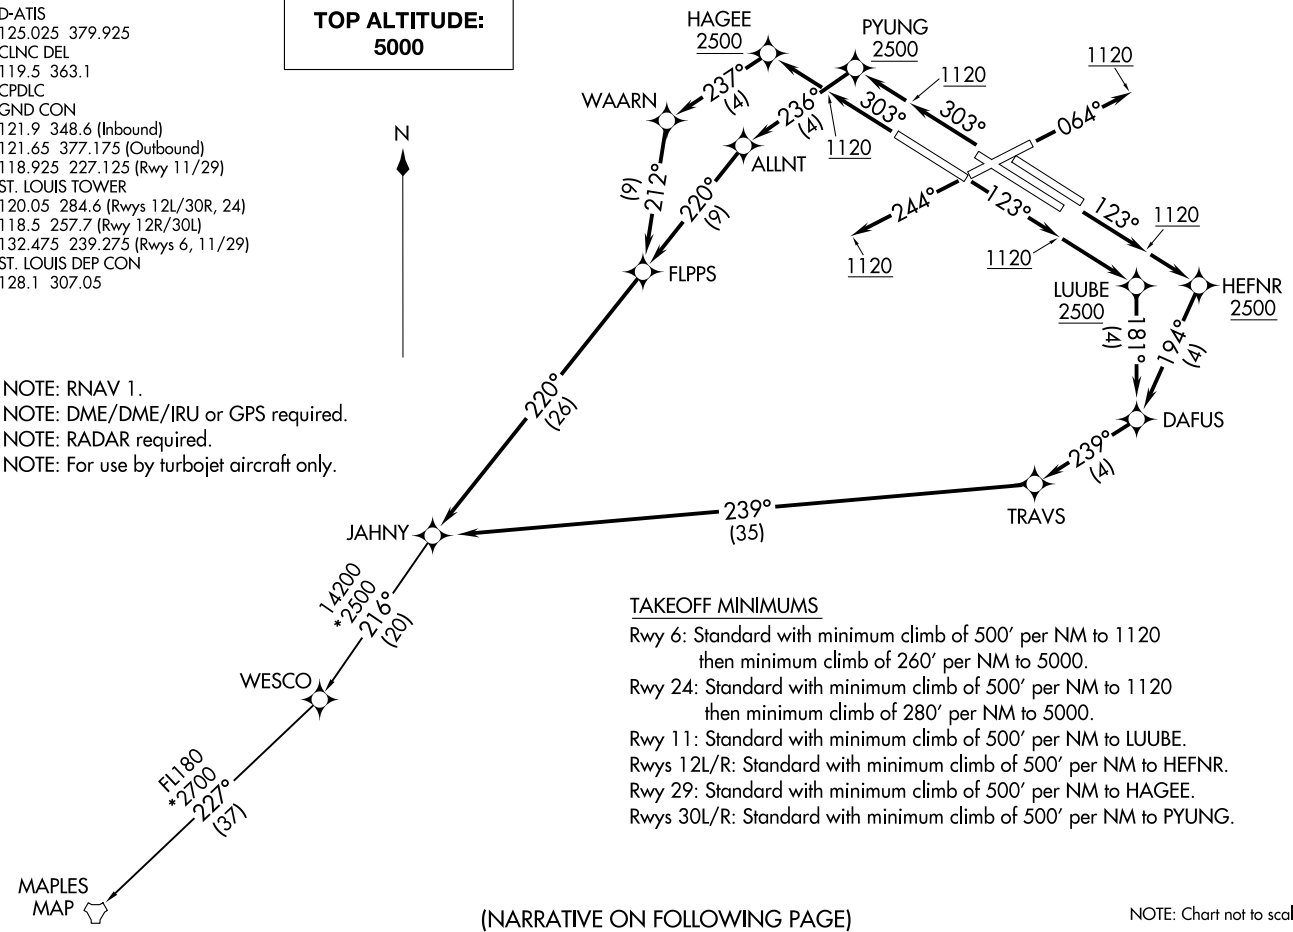 D-ATIS
125.025 379.925
CLNC DEL
119.5 363.1
CPDLC
GND CON
121.9 348.6 (Inbound)
121.65 377.175 (Outbound)
118.925 227.125 (Rwy 11/29)
ST. LOUIS TOWER
120.05 284.6 (Rwys 12L/30R, 24)
118.5 257.7 (Rwy 12R/30L)
132.475 239.275 (Rwys 6, 11/29)
ST. LOUIS DEP CON
128.1 307.05
TOP ALTITUDE:
5000
N
HAGEE
2500
PYUNG
2500
1120
1120
WAARN
237°
(4)
236°
(4)
303°
303°
064°
1120
ALLNT
212°
(9)
220°
(9)
244°
1120
123°
1120
123°
1120
FLPPS
LUUBE
2500
HEFNR
2500
181°
(4)
194°
(4)
DAFUS
239°
(4)
TRAVS
220°
(26)
239°
(35)
JAHNY
14200
*2500
216°
(20)
WESCO
FL180
*2700
227°
(37)
MAPLES
MAP
NOTE: RNAV 1.
NOTE: DME/DME/IRU or GPS required.
NOTE: RADAR required.
NOTE: For use by turbojet aircraft only.
TAKEOFF MINIMUMS
Rwy 6: Standard with minimum climb of 500' per NM to 1120
then minimum climb of 260' per NM to 5000.
Rwy 24: Standard with minimum climb of 500' per NM to 1120
then minimum climb of 280' per NM to 5000.
Rwy 11: Standard with minimum climb of 500' per NM to LUUBE.
Rwys 12L/R: Standard with minimum climb of 500' per NM to HEFNR.
Rwy 29: Standard with minimum climb of 500' per NM to HAGEE.
Rwys 30L/R: Standard with minimum climb of 500' per NM to PYUNG.
(NARRATIVE ON FOLLOWING PAGE)
NOTE: Chart not to scal